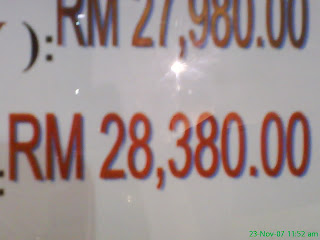 ): RM 27,980.00
: RM 28,380.00
23-Nov-07 11:52 am